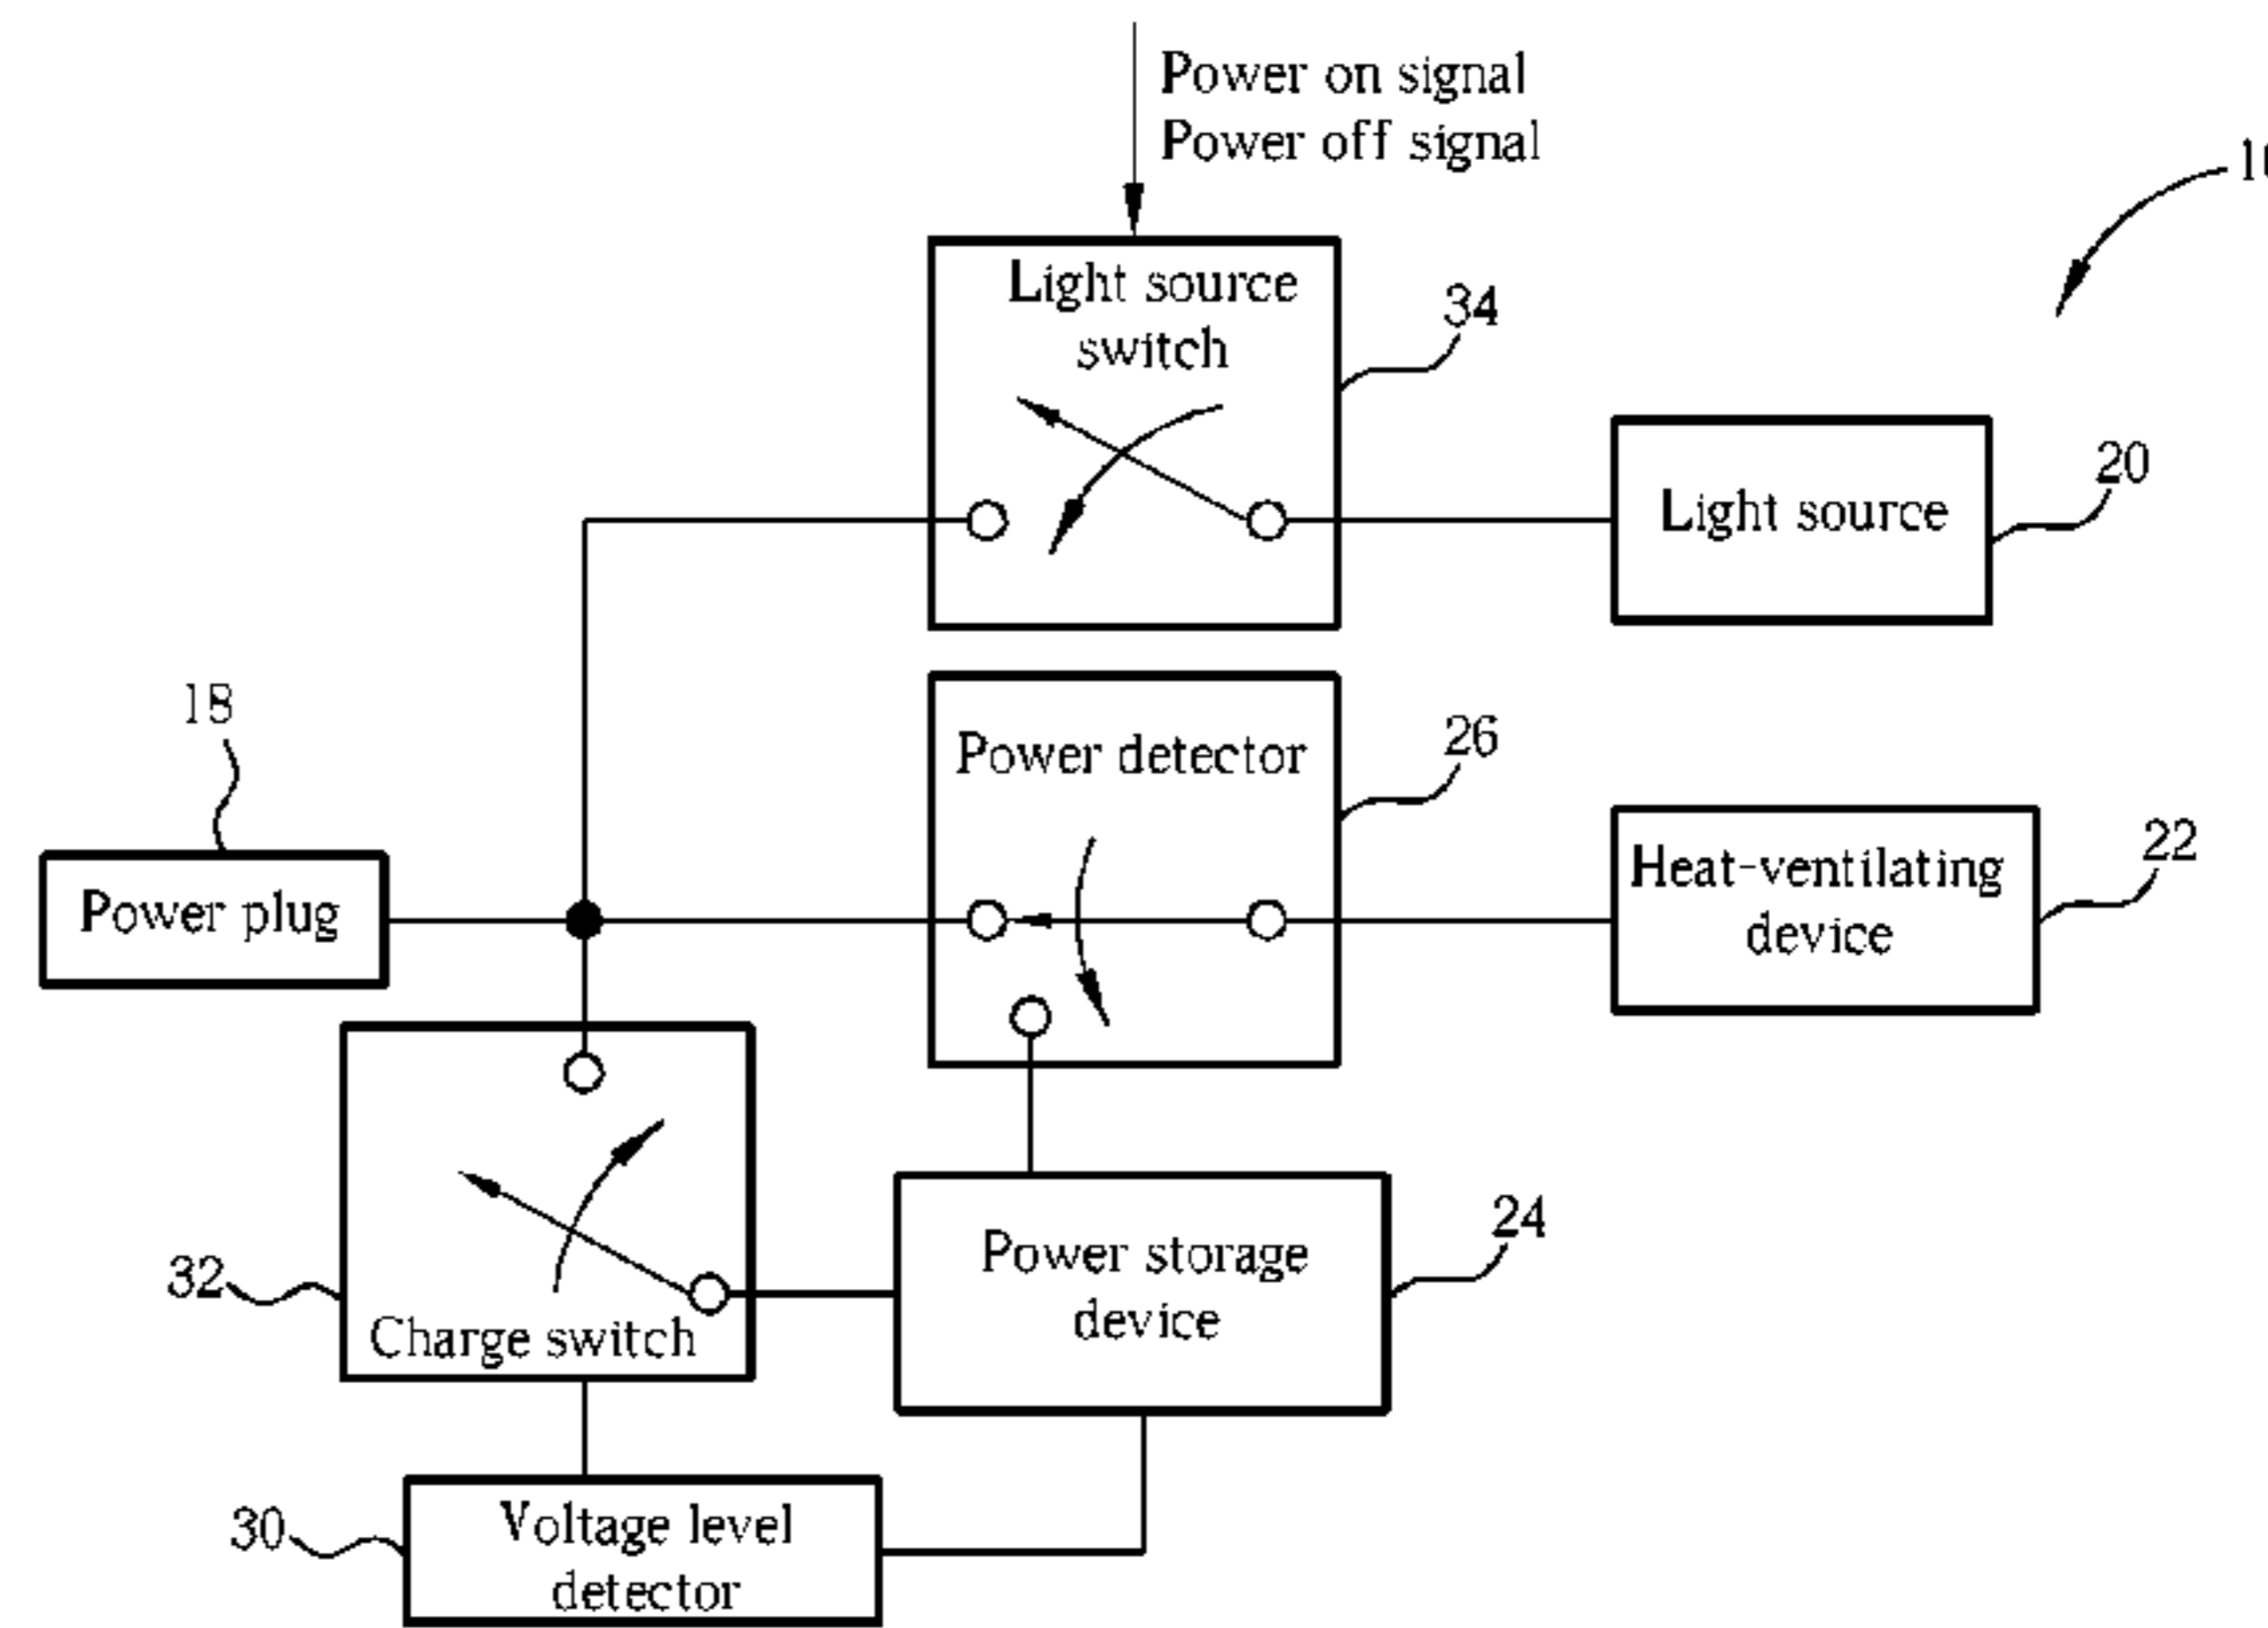 Power on signal
Power off signal
Light source
switch
34
Light source
20
18
Power detector
26
Power plug
Heat-ventilating
device
22
32
Charge switch
Power storage
device
24
30
Voltage level
detector